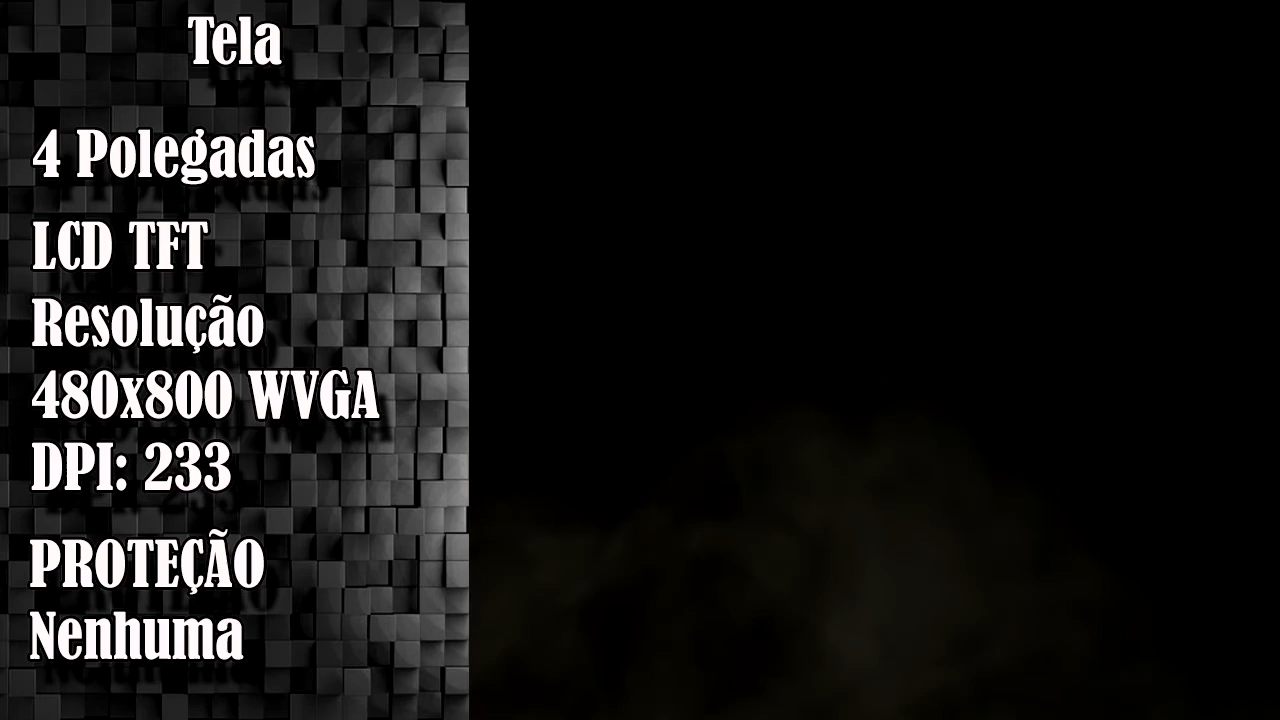 Tela
4 Polegadas
LCD TFT
Resolução
480x800 WVGA
DPI: 233
PROTEÇÃO
Nenhuma